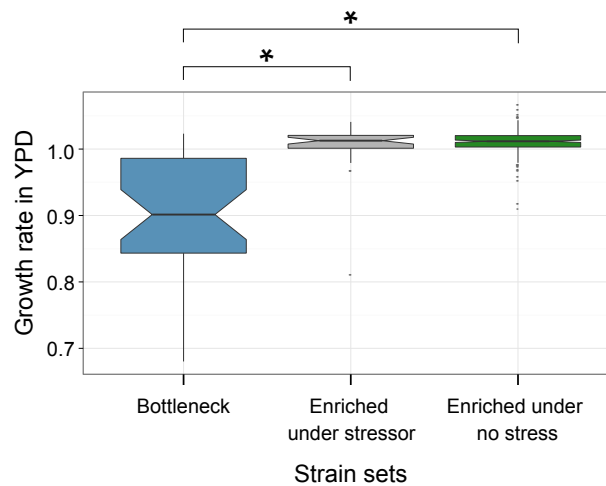 *
*
Growth rate in YPD
1.0
0.9
0.8
0.7
Bottleneck
Enriched
under stressor
Enriched under
no stress
Strain sets